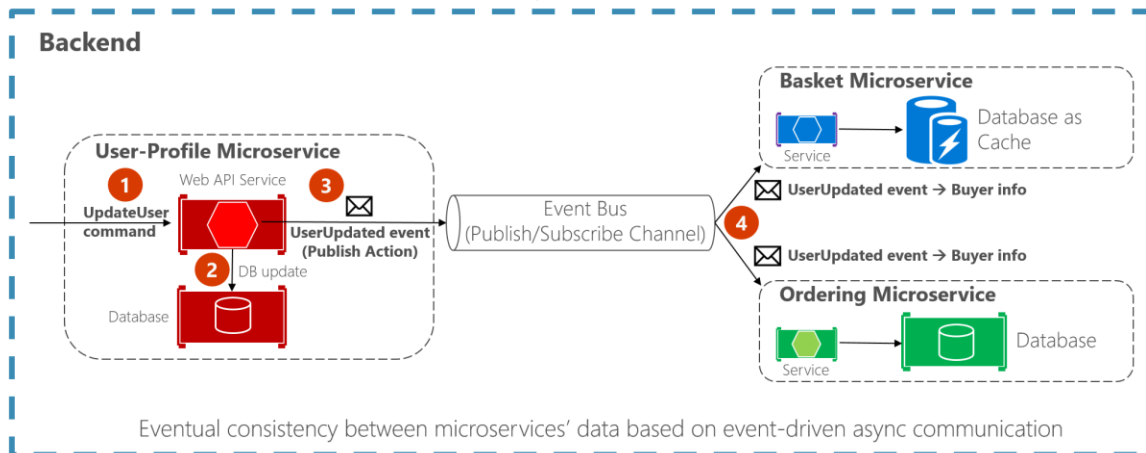 Backend
User-Profile Microservice
Web API Service
1
UpdateUser
command
3
UserUpdated event
(Publish Action)
2
DB update
Database
Event Bus
(Publish/Subscribe Channel)
4
Basket Microservice
Service
Database as
Cache
UserUpdated event → Buyer info
UserUpdated event → Buyer info
Ordering Microservice
Service
Database
Eventual consistency between microservices’ data based on event-driven async communication